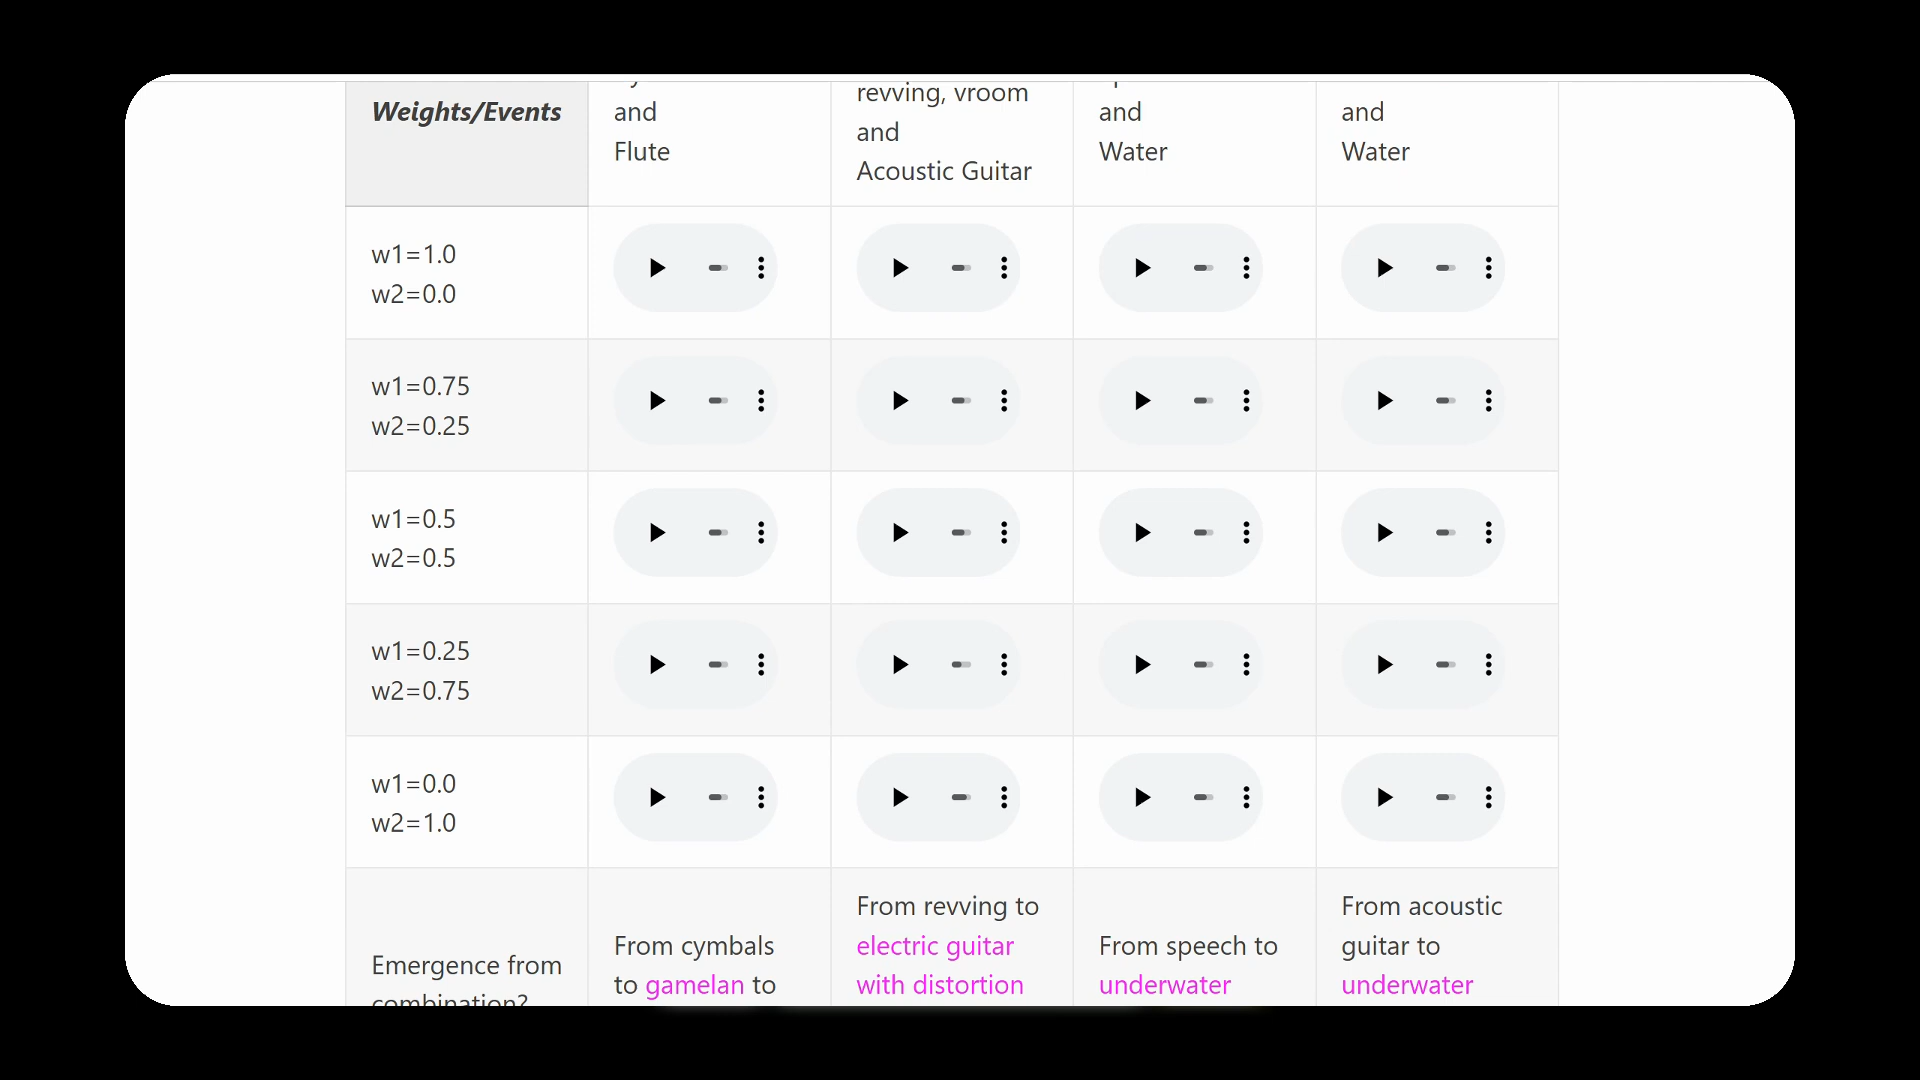 Weights/Events
and
Flute
revving, vroom
and
Acoustic Guitar
and
Water
and
Water
w1=1.0
w2=0.0
w1=0.75
w2=0.25
w1=0.5
w2=0.5
w1=0.25
w2=0.75
w1=0.0
w2=1.0
Emergence from
combination?
From cymbals
to gamelan to
From revving to
electric guitar
with distortion
From speech to
underwater
From acoustic
guitar to
underwater